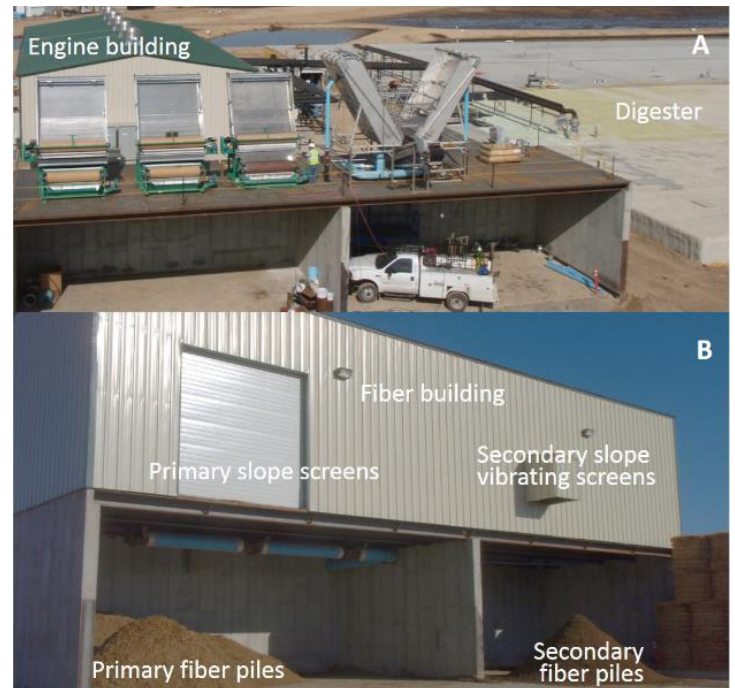 Engine building
A
Digester
B
Fiber building
Primary slope screens
Secondary slope
vibrating screens
Primary fiber piles
Secondary
fiber piles